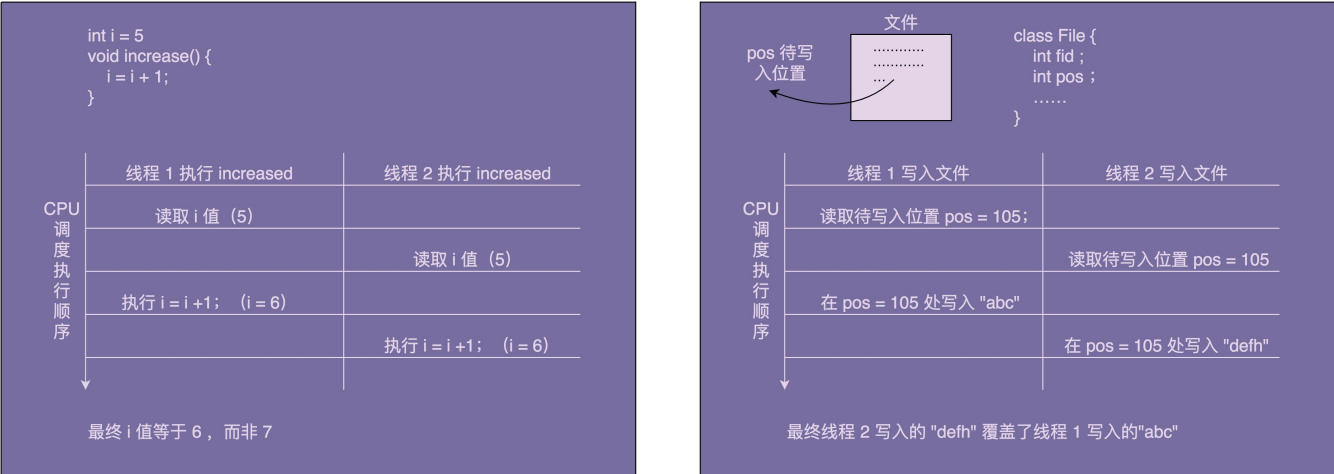 int i = 5
void increase() {
i = i + 1;
}
线程 1 执行 increased
线程 2 执行 increased
CPU
调
度
执
行
顺
序
读取 i 值（5）
读取 i 值（5）
执行 i = i +1； （i = 6）
执行 i = i +1； （i = 6）
最终 i 值等于 6 ，而非 7
文件
pos 待写
入位置
............
............
...
class File {
int fid ;
int pos ；
……
}
线程 1 写入文件
线程 2 写入文件
CPU
调
度
执
行
顺
序
读取待写入位置 pos = 105；
读取待写入位置 pos = 105
在 pos = 105 处写入 "abc"
在 pos = 105 处写入 "defh"
最终线程 2 写入的 "defh" 覆盖了线程 1 写入的"abc"